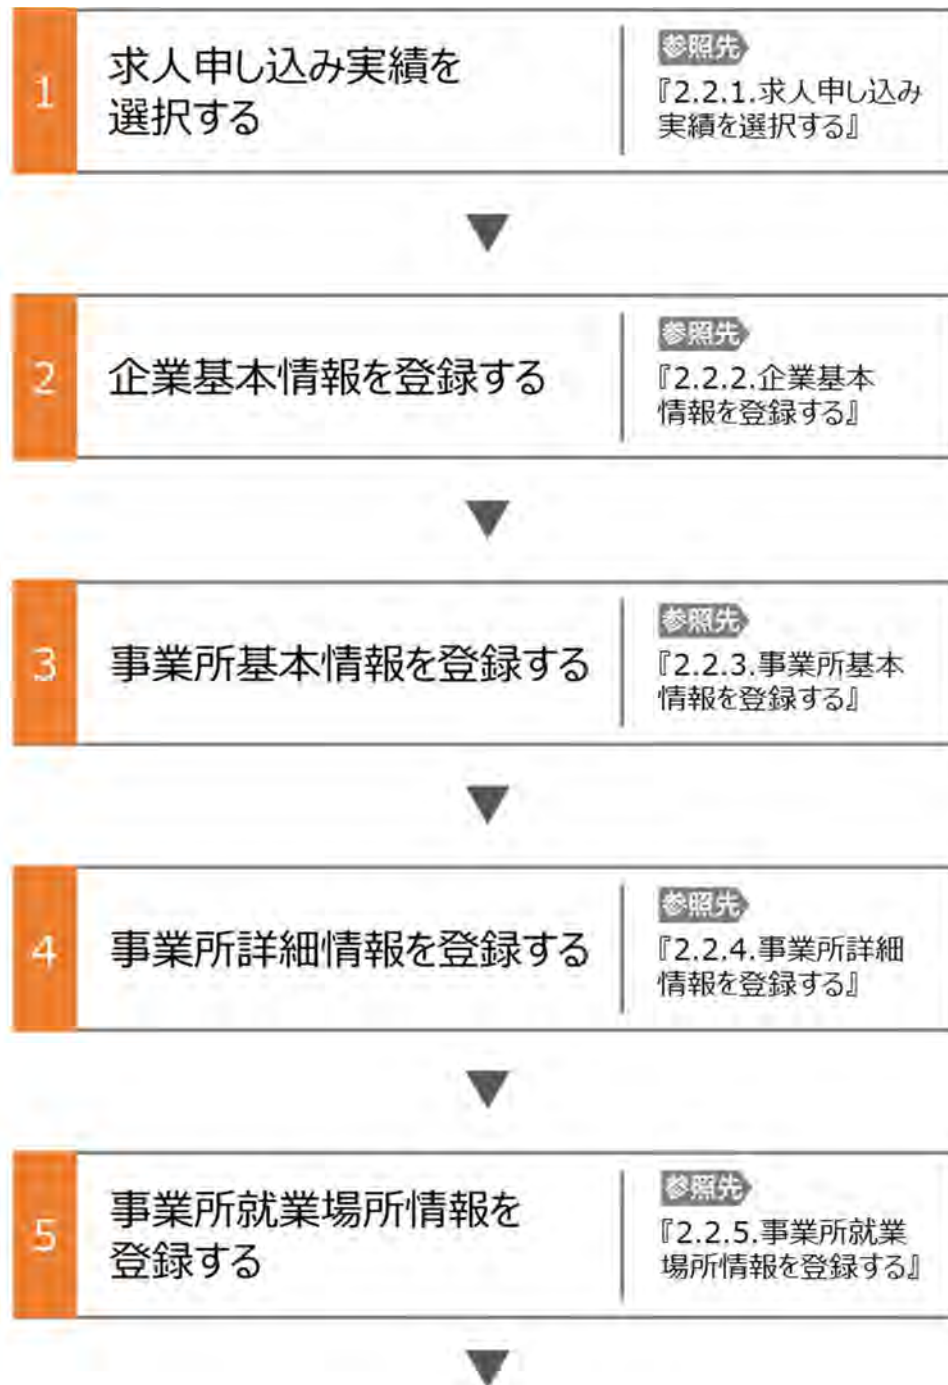 1
求人申し込み実績を
選択する
参照先
『2.2.1.求人申し込み
実績を選択する』
2
企業基本情報を登録する
参照先
『2.2.2.企業基本
情報を登録する』
3
事業所基本情報を登録する
参照先
『2.2.3.事業所基本
情報を登録する』
4
事業所詳細情報を登録する
参照先
『2.2.4.事業所詳細
情報を登録する』
5
事業所就業場所情報を
登録する
参照先
『2.2.5.事業所就業
場所情報を登録する』